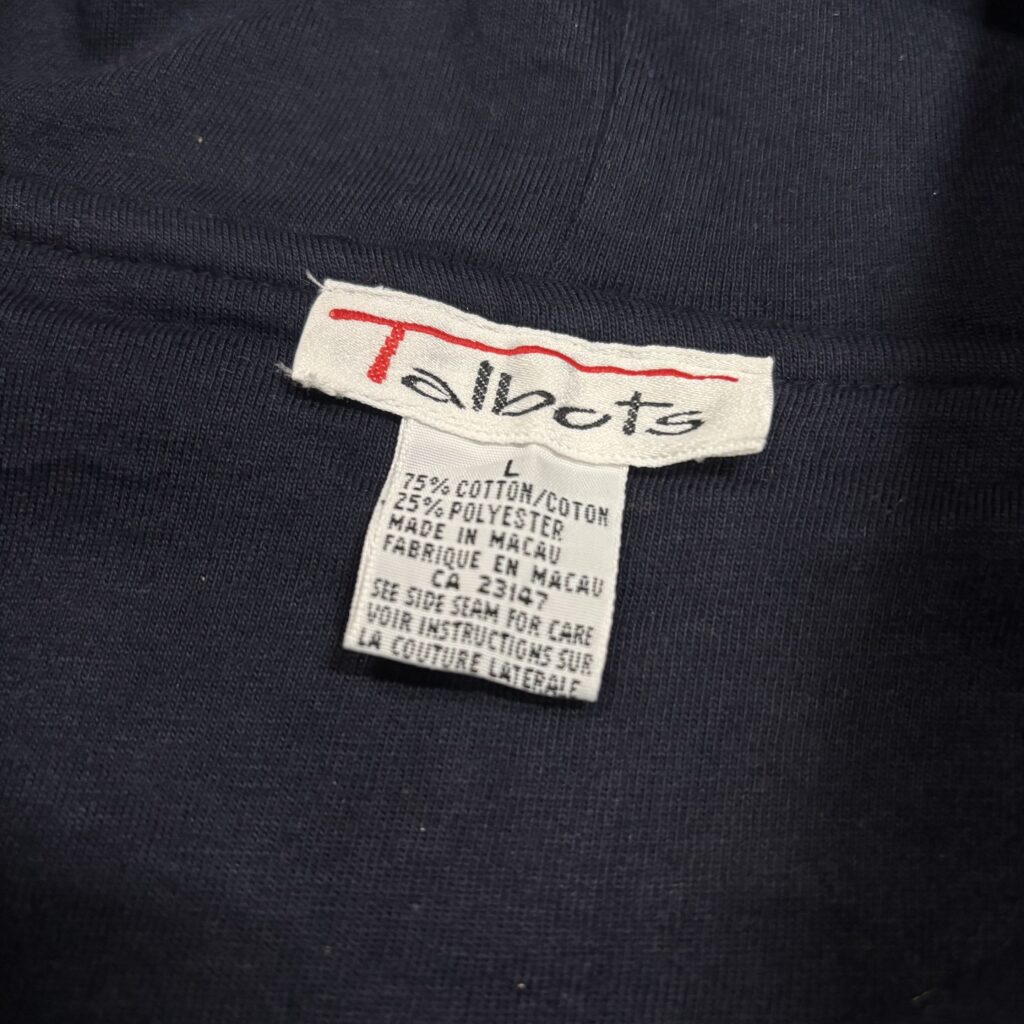 Talbots
L
75% COTTON/COTON
25% POLYESTER
MADE IN MACAU
FABRIQUE EN MACAU
CA 23147
SEE SIDE SEAM FOR CARE
VOIR INSTRUCTIONS SUR
LA COUTURE LATERALE